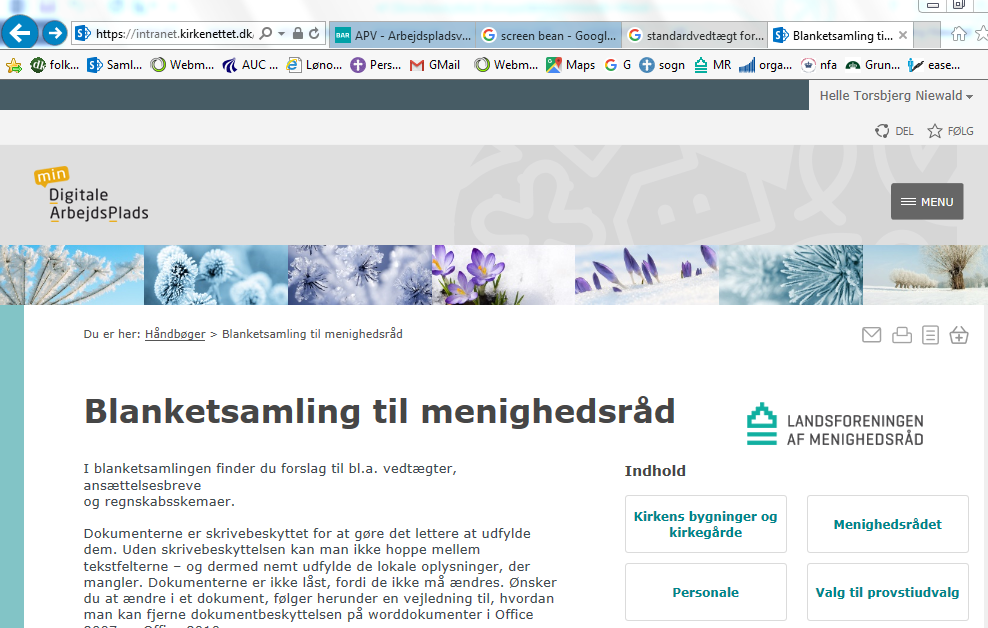 https://intranet.kirkenettet.dk
BAR APV - Arbejdspladsv...
screen bean - Googl...
standardvedtægt for...
Blanketsamling ti...
folk...
Saml...
Webm...
AUC ...
Løno...
Pers...
GMail
Webm...
Maps
G
sogn
MR
orga...
nfa
Grun...
ease...
Helle Torsbjerg Niewald
DEL
FØLG
min
Digitale
ArbejdsPlads
MENU
Du er her: Håndbøger > Blanketsamling til menighedsråd
Blanketsamling til menighedsråd
LANDSFORENINGEN
AF MENIGHEDSRÅD
I blanketsamlingen finder du forslag til bl.a. vedtægter,
ansættelsesbreve
og regnskabsskemaer.
Dokumenterne er skrivebeskyttet for at gøre det lettere at udfylde
dem. Uden skrivebeskyttelsen kan man ikke hoppe mellem
tekstfelterne – og dermed nemt udfylde de lokale oplysninger, der
mangler. Dokumenterne er ikke låst, fordi de ikke må ændres. Ønsker
du at ændre i et dokument, følger herunder en vejledning til, hvordan
man kan fjerne dokumentbeskyttelsen på worddokumenter i Office
Indhold
Kirkens bygninger og
kirkegårde
Menighedsrådet
Personale
Valg til provstiudvalg